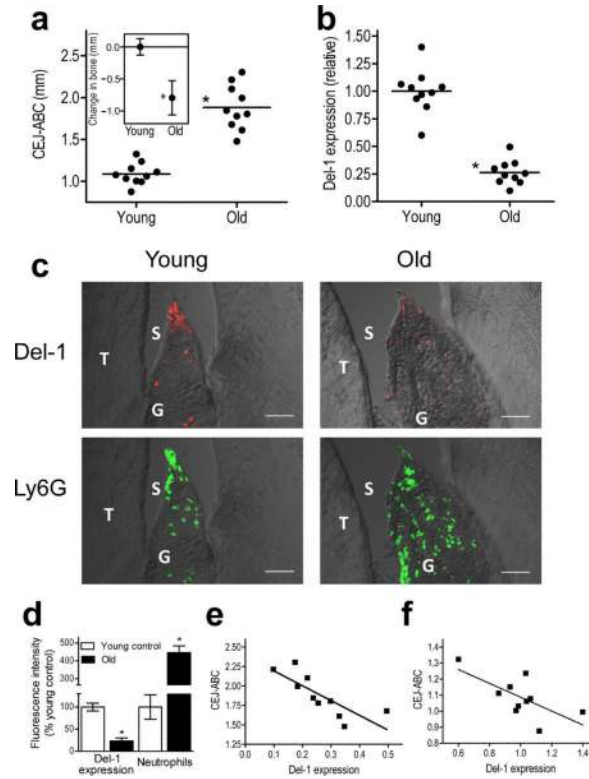 a
CEJ-ABC (mm)
2.5
2.0
1.5
1.0
Change in bone (mm)
0.0
−0.5
−1.0
*
Young
Old
*
Young
Old
b
Del-1 expression (relative)
1.50
1.25
1.00
0.75
0.50
0.25
0
*
Young
Old
c
Young
Old
Del-1
T
S
G
T
S
G
Ly6G
T
S
G
T
S
G
d
Fluorescence intensity
(% young control)
500
400
300
100
50
0
Young control
Old
*
*
Del-1
expression
Neutrophils
e
CEJ-ABC
2.50
2.25
2.00
1.75
1.50
1.25
0.0
0.1
0.2
0.3
0.4
0.5
Del-1 expression
f
CEJ-ABC
1.4
1.3
1.2
1.1
1.0
0.9
0.8
0.6
0.8
1.0
1.2
1.4
Del-1 expression